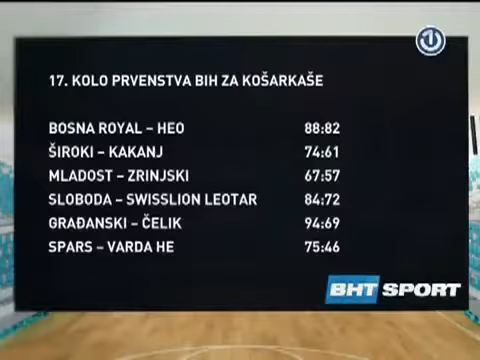 17. KOLO PRVENSTVA BIH ZA KOŠARKAŠE
BOSNA ROYAL – HEO 88:82
ŠIROKI – KAKANJ 74:61
MLADOST – ZRINJSKI 67:57
SLOBODA – SWISSLION LEOTAR 84:72
GRAĐANSKI – ČELIK 94:69
SPARS – VARDA HE 75:46
BHT SPORT